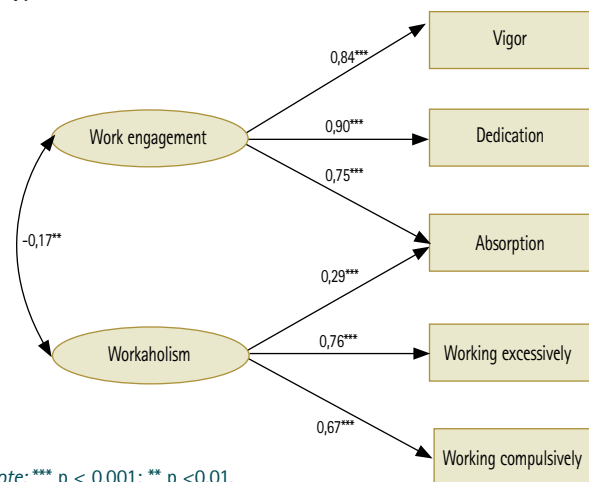 Vigor
0,84***
Work engagement
0,90***
Dedication
0,75***
-0,17**
Absorption
0,29***
Workaholism
0,76***
Working excessively
0,67***
Working compulsively
*** p < 0.001; ** p <0.01.